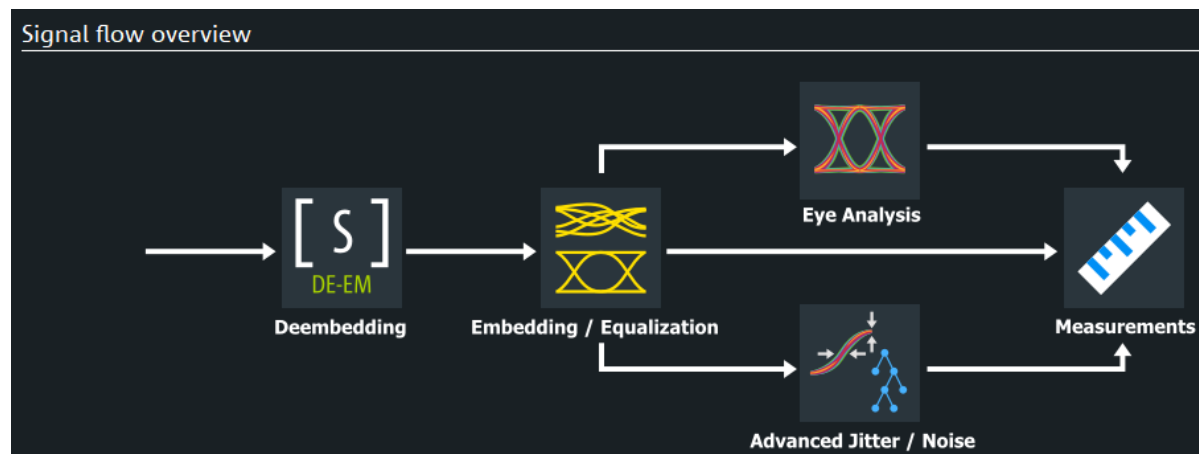 Signal flow overview
[ S ]
DE-EM
Deembedding
Embedding / Equalization
Eye Analysis
Advanced Jitter / Noise
Measurements